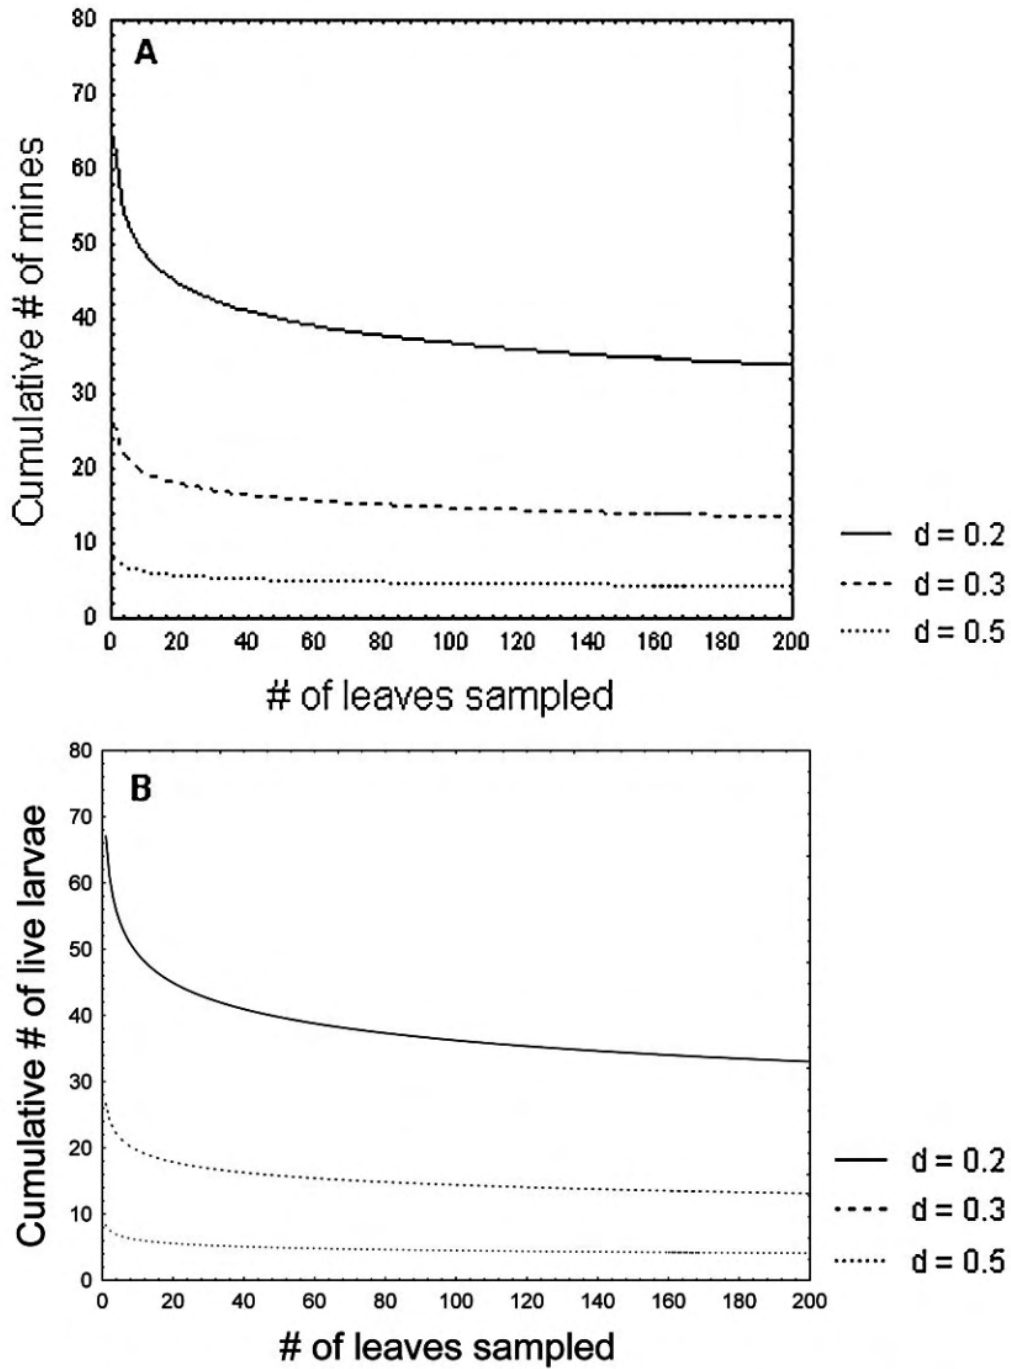 A
80
70
60
50
40
30
20
10
0
Cumulative # of mines
0 20 40 60 80 100 120 140 160 180 200
# of leaves sampled
d = 0.2
d = 0.3
d = 0.5
B
80
70
60
50
40
30
20
10
0
Cumulative # of live larvae
0 20 40 60 80 100 120 140 160 180 200
# of leaves sampled
d = 0.2
d = 0.3
d = 0.5